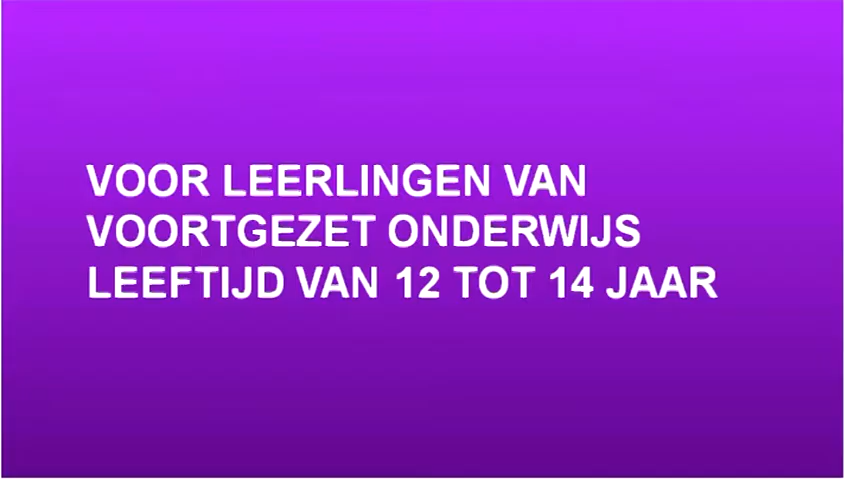 VOOR LEERLINGEN VAN
VOORTGEZET ONDERWIJS
LEEFTIJD VAN 12 TOT 14 JAAR